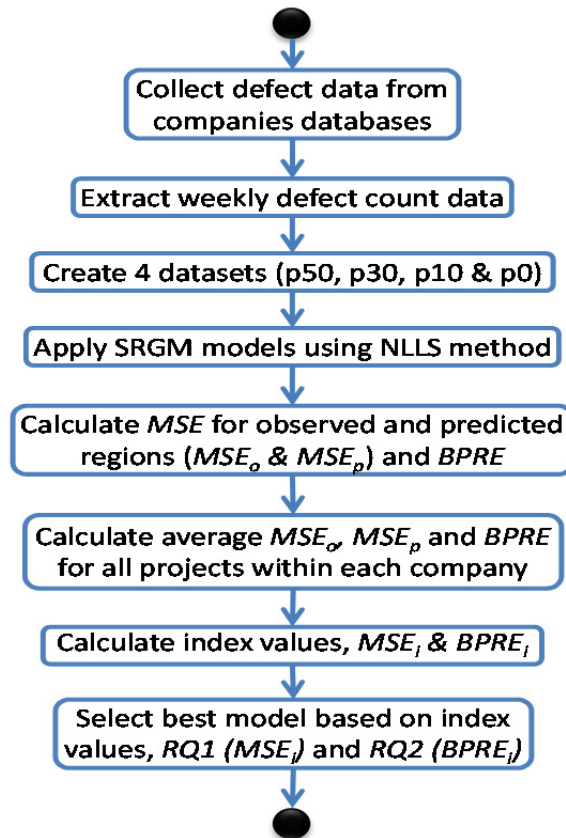 Collect defect data from
companies databases
Extract weekly defect count data
Create 4 datasets (p50, p30, p10 & p0)
Apply SRGM models using NLLS method
Calculate MSE for observed and predicted
regions (MSEo & MSEp) and BPRE
Calculate average MSEo, MSEp and BPRE
for all projects within each company
Calculate index values, MSEi & BPREi
Select best model based on index
values, RQ1 (MSEi) and RQ2 (BPREi)